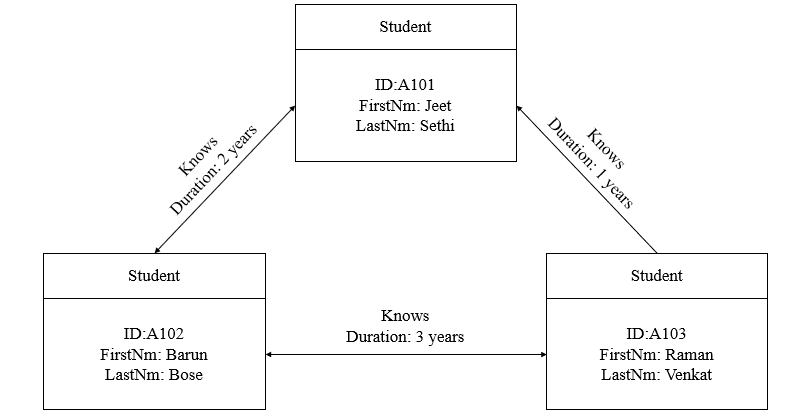 Student
ID:A101
FirstNm: Jeet
LastNm: Sethi
Knows
Duration: 2 years
Knows
Duration: 1 years
Student
ID:A102
FirstNm: Barun
LastNm: Bose
Knows
Duration: 3 years
Student
ID:A103
FirstNm: Raman
LastNm: Venkat